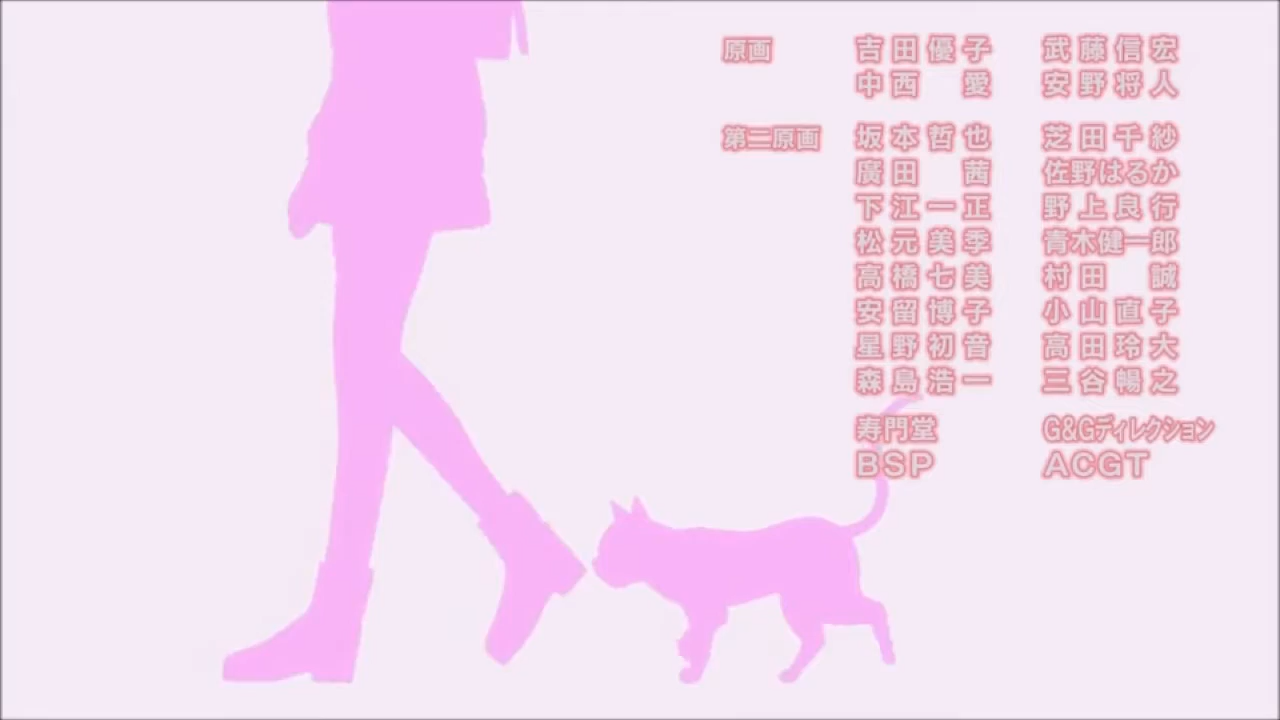 原画 吉田優子 武藤信宏
中西 愛 安野将人
第二原画 坂本哲也 芝田千紗
廣田 茜 佐野はるか
下江一正 野上良行
松元美季 青木健一郎
高橋七美 村田 誠
安留博子 小山直子
星野初音 高田玲大
森島浩一 三谷暢之
寿門堂 G&Gディレクション
BSP ACGT